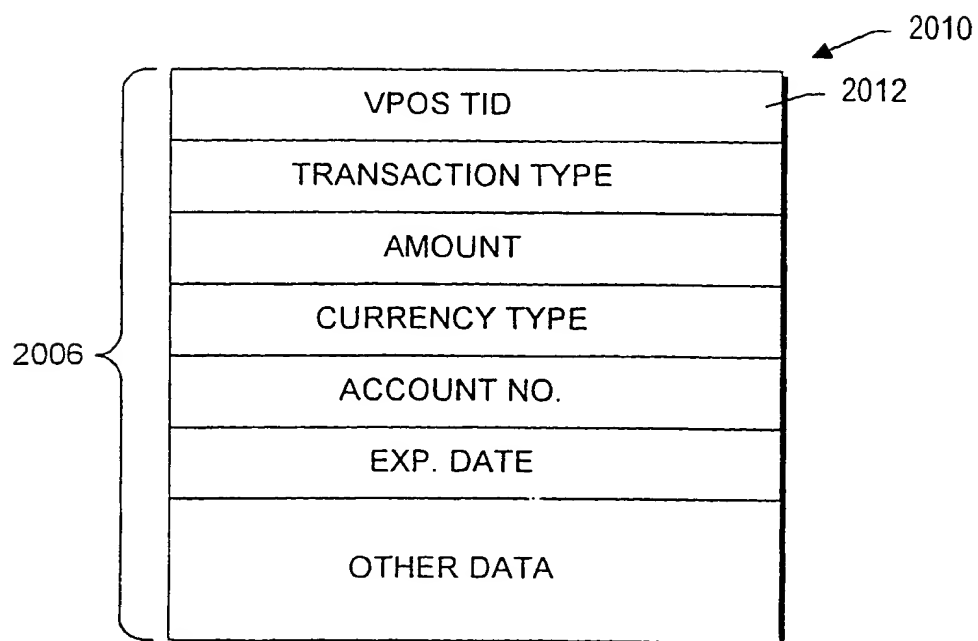 2010
VPOS TID
2012
TRANSACTION TYPE
AMOUNT
CURRENCY TYPE
2006
ACCOUNT NO.
EXP. DATE
OTHER DATA